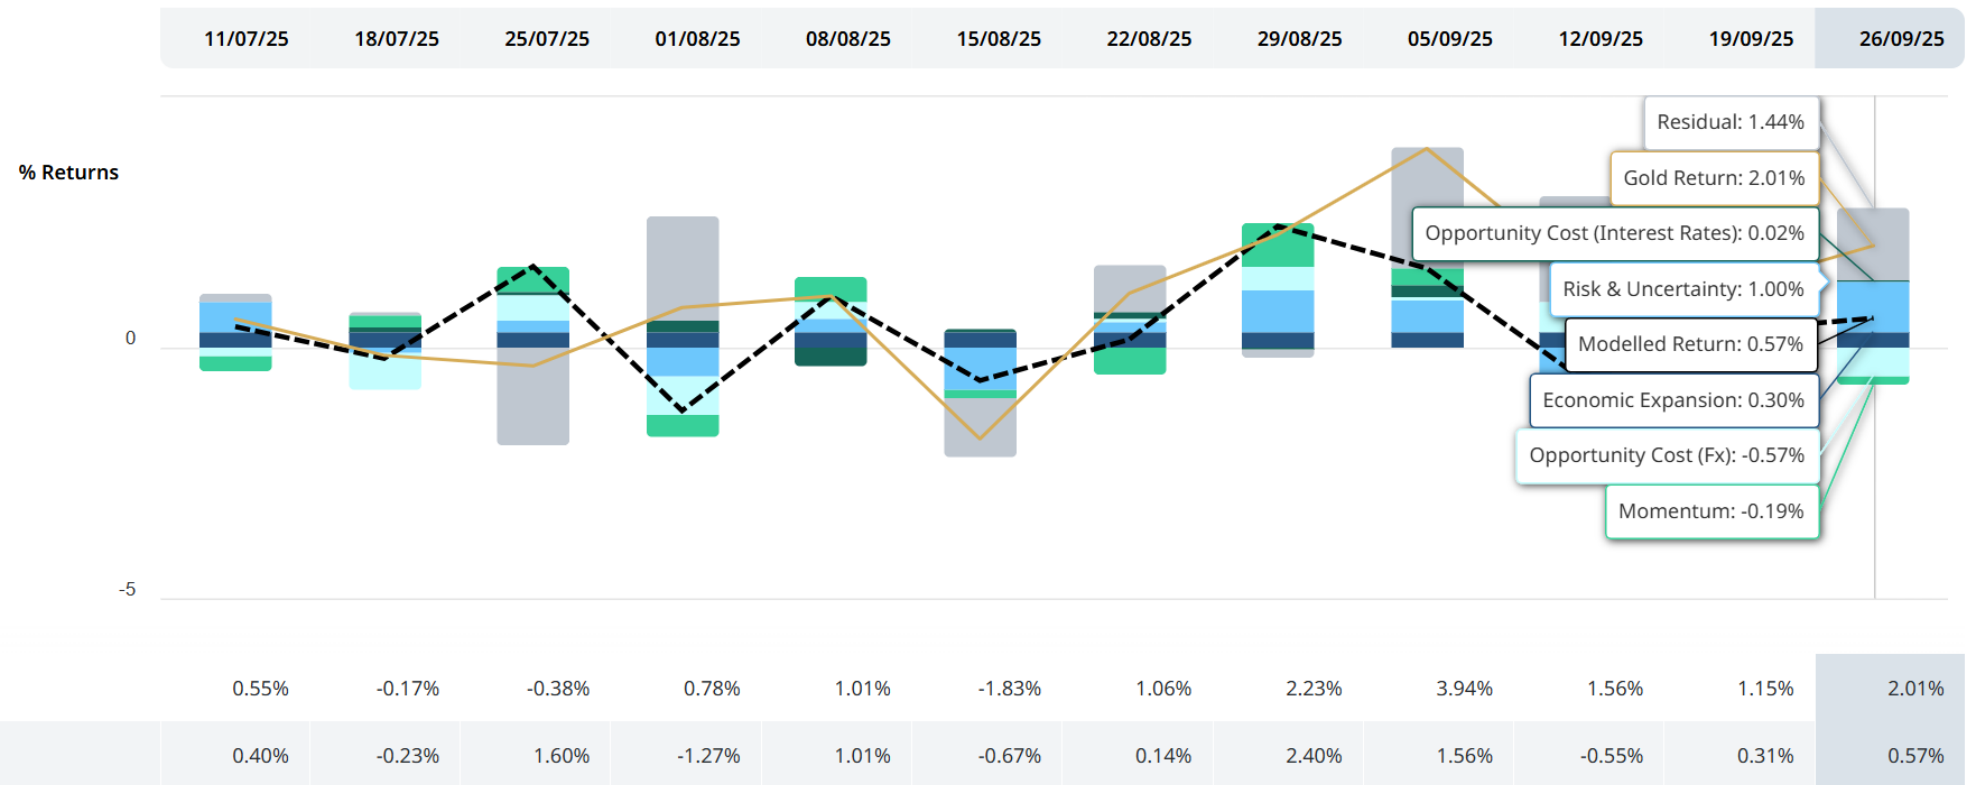 11/07/25 18/07/25 25/07/25 01/08/25 08/08/25 15/08/25 22/08/25 29/08/25 05/09/25 12/09/25 19/09/25 26/09/25
Residual: 1.44%
% Returns
Gold Return: 2.01%
Opportunity Cost (Interest Rates): 0.02%
Risk & Uncertainty: 1.00%
0
Modelled Return: 0.57%
Economic Expansion: 0.30%
Opportunity Cost (Fx): -0.57%
Momentum: -0.19%
-5
0.55% -0.17% -0.38% 0.78% 1.01% -1.83% 1.06% 2.23% 3.94% 1.56% 1.15% 2.01%
0.40% -0.23% 1.60% -1.27% 1.01% -0.67% 0.14% 2.40% 1.56% -0.55% 0.31% 0.57%